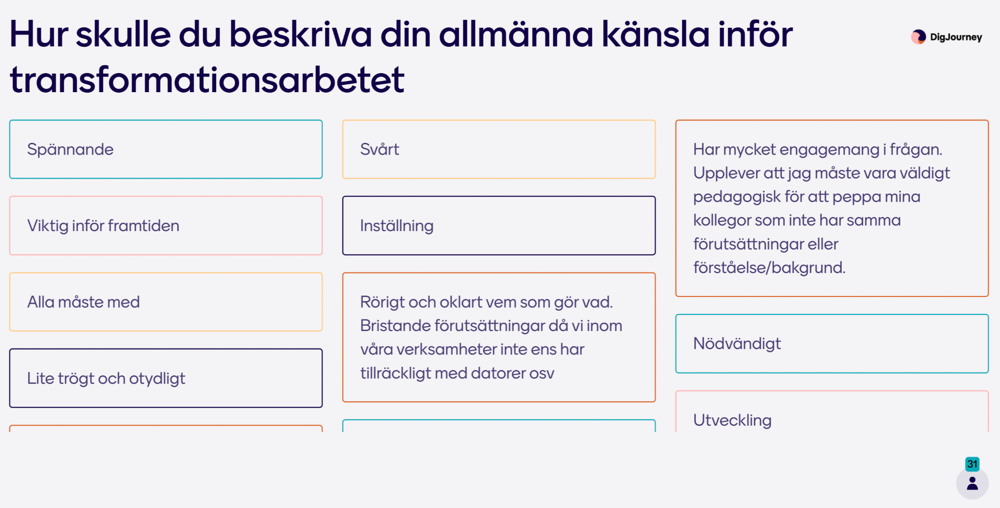 Hur skulle du beskriva din allmänna känsla inför
transformationsarbetet
DigJourney
Spännande
Viktig inför framtiden
Alla måste med
Lite trögt och otydligt
Svårt
Inställning
Rörigt och oklart vem som gör vad.
Bristande förutsättningar då vi inom
våra verksamheter inte ens har
tillräckligt med datorer osv
Har mycket engagemang i frågan.
Upplever att jag måste vara väldigt
pedagogisk för att peppa mina
kollegor som inte har samma
förutsättningar eller
förståelse/bakgrund.
Nödvändigt
Utveckling
31